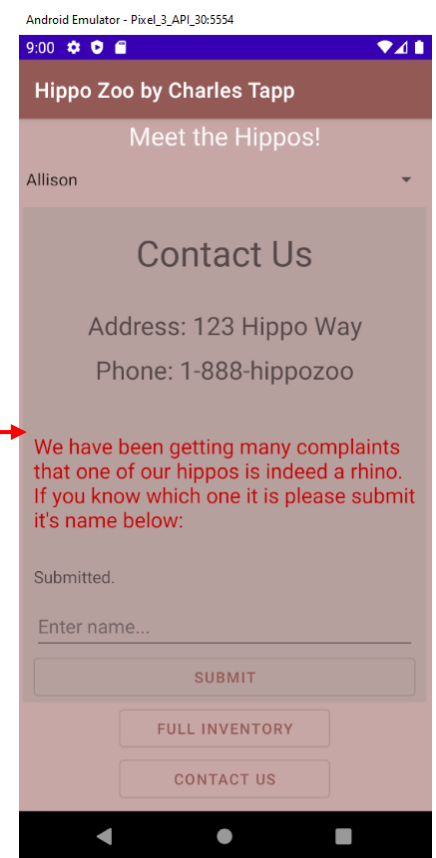 Android Emulator - Pixel_3_API_30:5554
9:00
Hippo Zoo by Charles Tapp
Meet the Hippos!
Allison
Contact Us
Address: 123 Hippo Way
Phone: 1-888-hippozoo
We have been getting many complaints
that one of our hippos is indeed a rhino.
If you know which one it is please submit
it's name below:
Submitted.
Enter name...
SUBMIT
FULL INVENTORY
CONTACT US